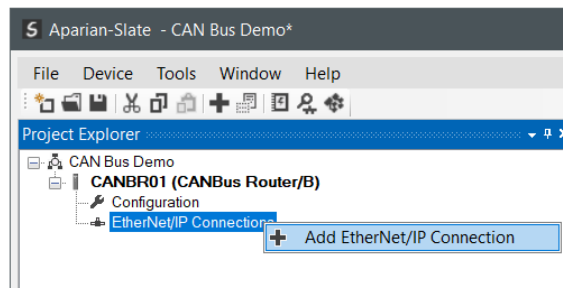 S Aparian-Slate - CAN Bus Demo*
File Device Tools Window Help
Project Explorer
CAN Bus Demo
CANBR01 (CANBus Router/B)
Configuration
EtherNet/IP Connections
Add EtherNet/IP Connection